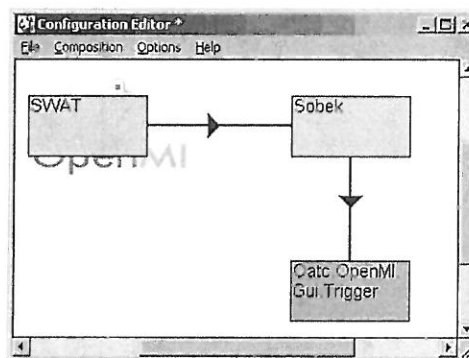 Configuration Editor *
File Composition Options Help
SWAT
Sobek
OpenMI
Oatc OpenMI
Gui Trigger